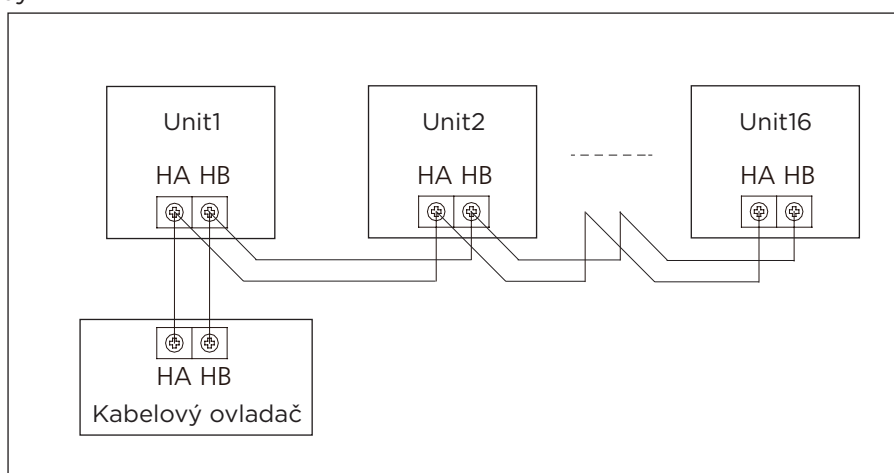 Unit1 Unit2 Unit16
HA HB HA HB HA HB
HA HB
Kabelový ovladač